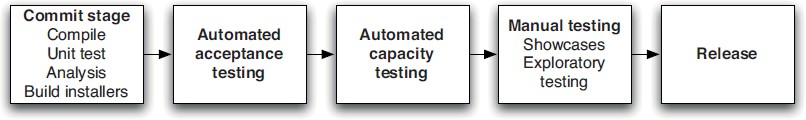 Commit stage
Compile
Unit test
Analysis
Build installers
Automated
acceptance
testing
Automated
capacity
testing
Manual testing
Showcases
Exploratory
testing
Release